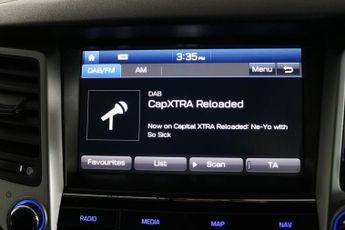 3:35 PM
DAB/FM AM Menu
DAB
CapXTRA Reloaded
Now on Capital XTRA Reloaded: Ne-Yo with
So Sick
Favourites List Scan TA
RADIO MEDIA MAP NAV